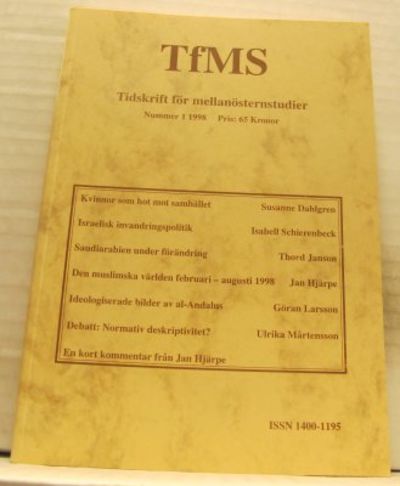 TfMS
Tidskrift för mellanösternstudier
Nummer 1 1998 Pris: 65 Kronor
Kvinnor som hot mot samhället Susanne Dahlgren
Israelisk invandringspolitik Isabell Schierenbeck
Saudiarabien under förändring Thord Janson
Den muslimska världen februari – augusti 1998 Jan Hjärpe
Ideologiserade bilder av al-Andalus Göran Larsson
Debatt: Normativ deskriptivitet? Ulrika Mårtensson
En kort kommentar från Jan Hjärpe
ISSN 1400-1195